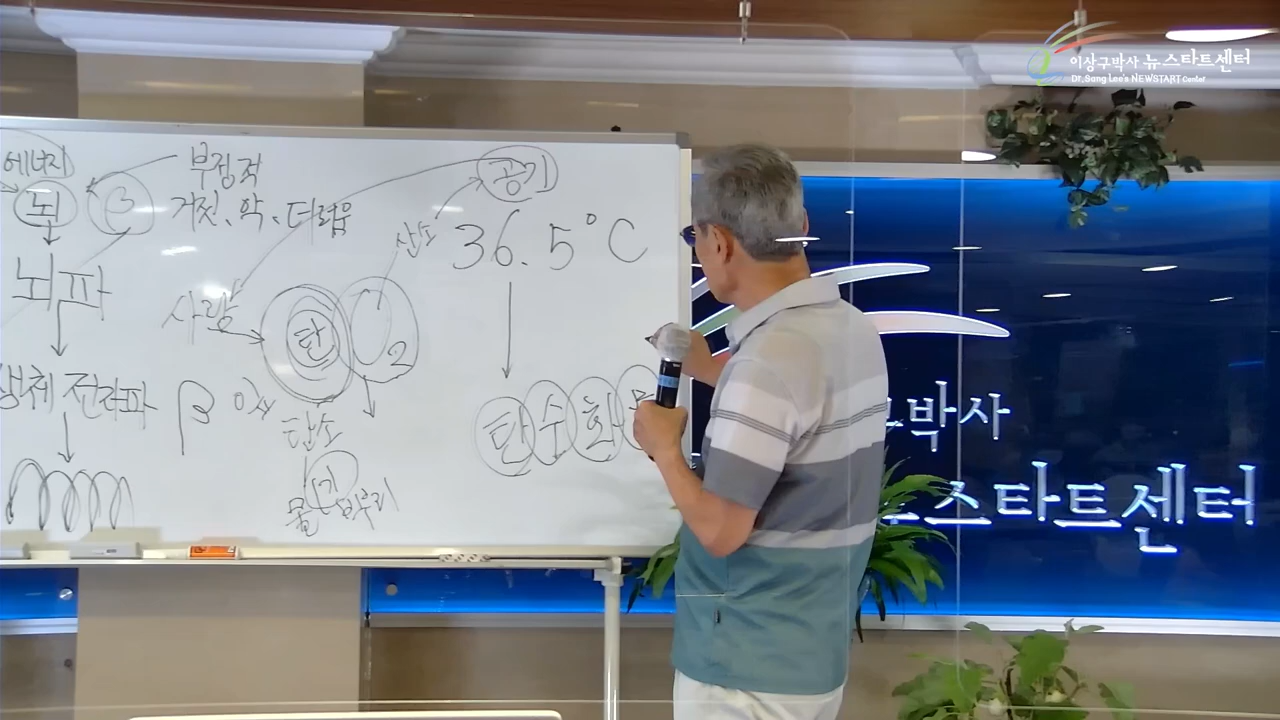 이상구박사 뉴스타트센터
Dr. Sang Lee's NEWSTART Center
에너지
뇌
β
부정적
거짓、악、더러움
뇌파
생체 전자파
공기
산소
36.5°C
사람
탄
2
β
탄소
탄 수 화
물 뿌리
박사
스타트센터